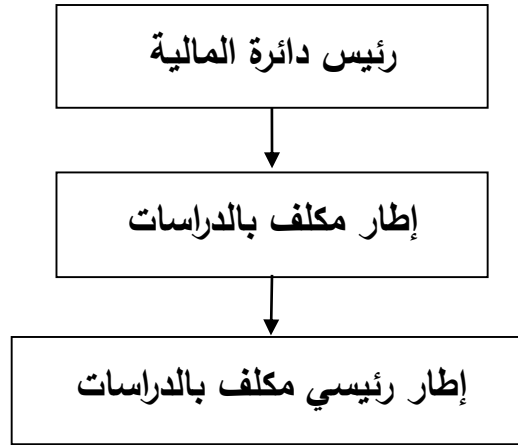 رئيس دائرة المالية
إطار مكلف بالدراسات
إطار رئيسي مكلف بالدراسات